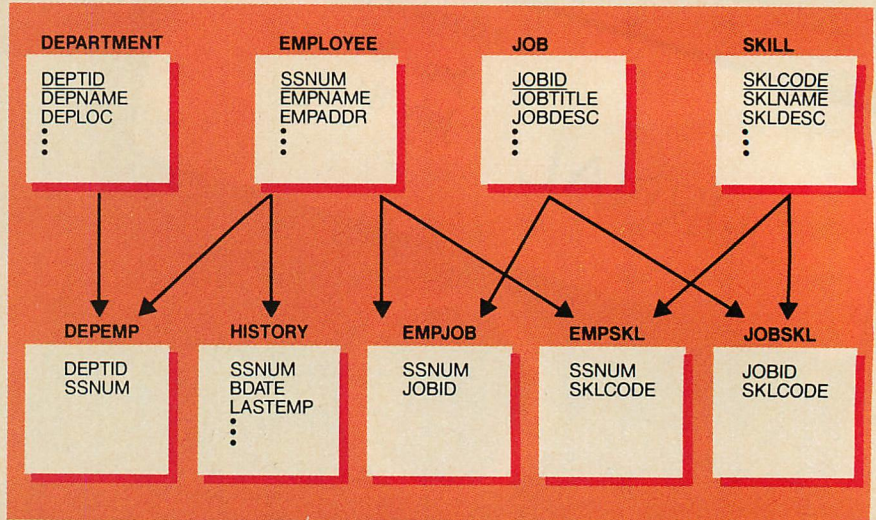 DEPARTMENT
DEPTID
DEPNAME
DEPLOC
EMPLOYEE
SSNUM
EMPNAME
EMPADDR
JOB
JOBID
JOBTITLE
JOBDESC
SKILL
SKLCODE
SKLNAME
SKLDESC
DEPEMP
DEPTID
SSNUM
HISTORY
SSNUM
BDATE
LASTEMP
EMPJOB
SSNUM
JOBID
EMPSKL
SSNUM
SKLCODE
JOBSKL
JOBID
SKLCODE